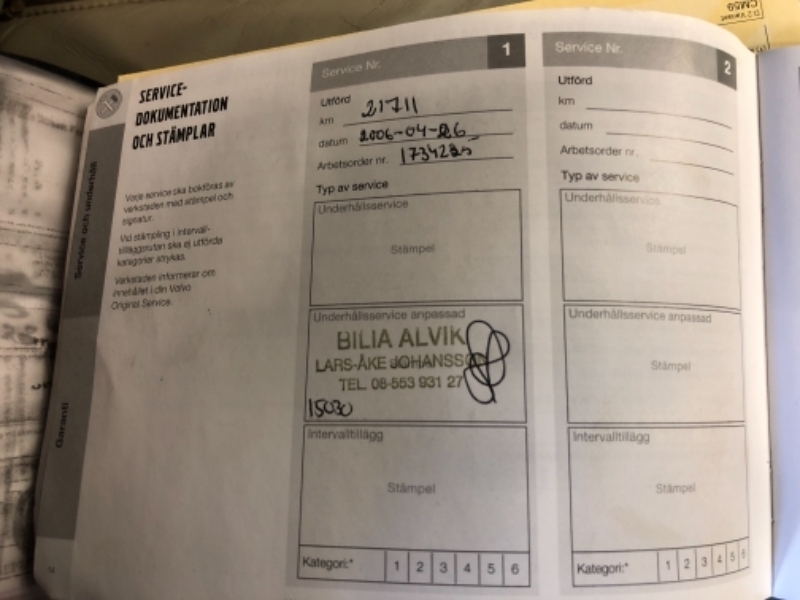 D2 Variant
CM5S
SERVICE-
DOKUMENTATION
OCH STÄMPLAR
Varje service ska bokföras av
verkstaden med stämpel och
signatur.
Vid stämpling i Intervall-
tilläggsrutan ska ej utförda
kategorier strykas.
Verkstaden informerar om
innehållet i din Volvo
Original Service.
Service och underhåll
Garanti
14
Service Nr. 1
Utförd
km 21711
datum 2006-04-26
Arbetsorder nr. 1734225
Typ av service
Underhållsservice
Stämpel
Underhållsservice anpassad
BILIA ALVIK
LARS-ÅKE JOHANSSON
TEL. 08-553 931 27
15030
Intervalltillägg
Stämpel
Kategori:* 1 2 3 4 5 6
Service Nr. 2
Utförd
km
datum
Arbetsorder nr.
Typ av service
Underhållsservice
Stämpel
Underhållsservice anpassad
Stämpel
Intervalltillägg
Stämpel
Kategori:* 1 2 3 4 5 6